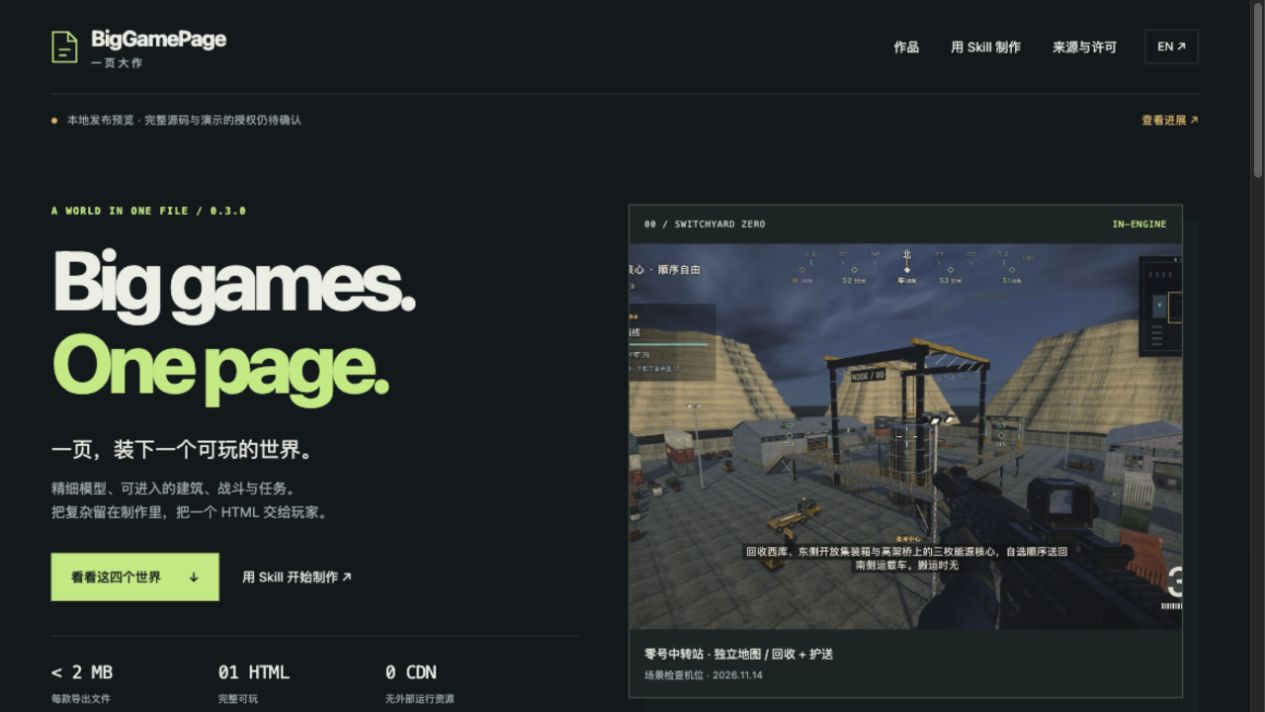 BigGamePage
一页大作
作品
用 Skill 制作
来源与许可
EN ↗
本地发布预览 · 完整源码与演示的授权仍待确认
查看进展 ↗
A WORLD IN ONE FILE / 0.3.0
Big games.
One page.
一页，装下一个可玩的世界。
精细模型、可进入的建筑、战斗与任务。
把复杂留在制作里，把一个 HTML 交给玩家。
看看这四个世界 ↓
用 Skill 开始制作 ↗
< 2 MB
每款导出文件
01 HTML
完整可玩
0 CDN
无外部运行资源
00 / SWITCHYARD ZERO
IN-ENGINE
核心 · 顺序自由
北
S2
S3
S1
NODE / 00
回收西库、东侧开放集装箱与高架桥上的三枚能源核心，自选顺序送回
南侧运载车。搬运时无
零号中转站 · 独立地图 / 回收 + 护送
场景检查机位 · 2026.11.14